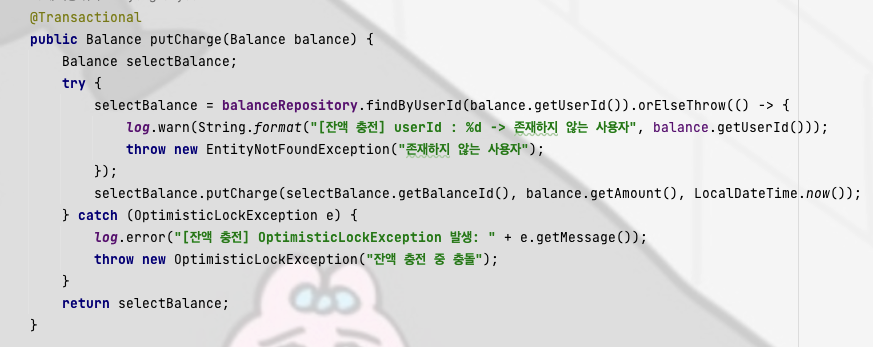 @Transactional
public Balance putCharge(Balance balance) {
    Balance selectBalance;
    try {
        selectBalance = balanceRepository.findByUserId(balance.getUserId()).orElseThrow(() -> {
            log.warn(String.format("[잔액 충전] userId : %d -> 존재하지 않는 사용자", balance.getUserId()));
            throw new EntityNotFoundException("존재하지 않는 사용자");
        });
        selectBalance.putCharge(selectBalance.getBalanceId(), balance.getAmount(), LocalDateTime.now());
    } catch (OptimisticLockException e) {
        log.error("[잔액 충전] OptimisticLockException 발생: " + e.getMessage());
        throw new OptimisticLockException("잔액 충전 중 충돌");
    }
    return selectBalance;
}